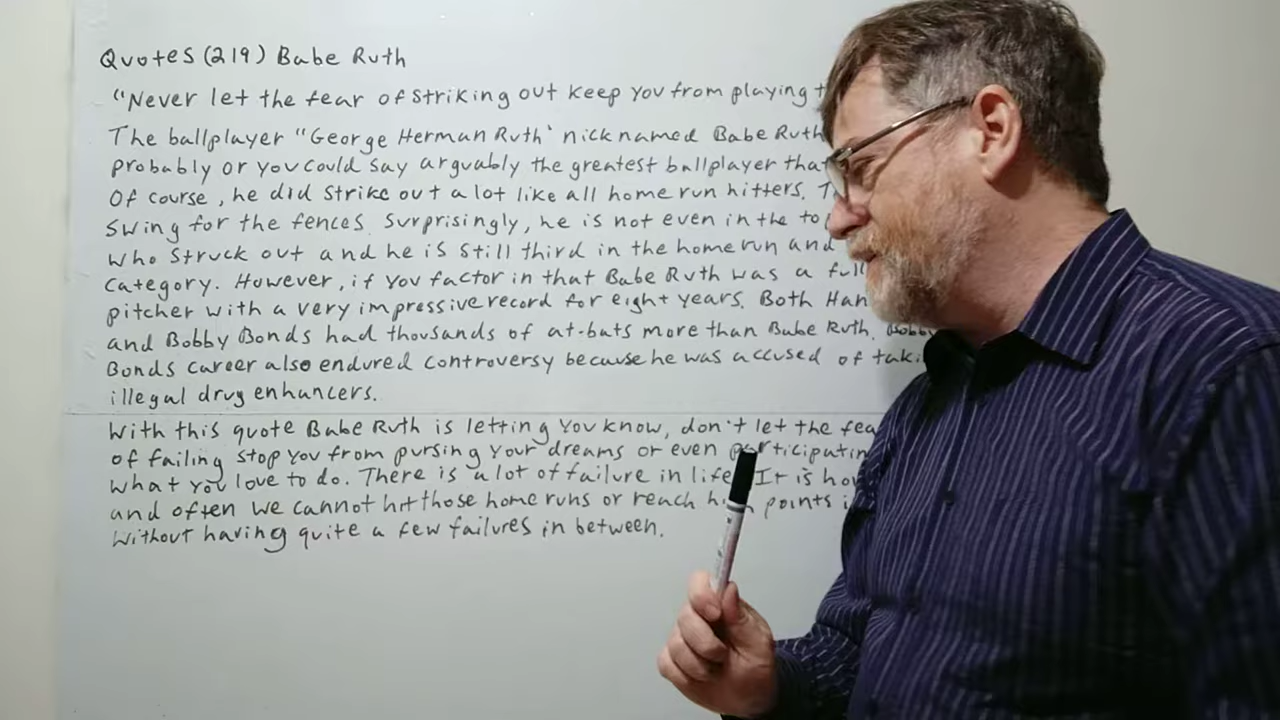 Quotes (219) Babe Ruth
"Never let the fear of striking out keep you from playing
The ballplayer "George Herman Ruth' nicknamed Babe Ruth
probably or you could say arguably the greatest ballplayer that
Of course, he did strike out a lot like all home run hitters.
swing for the fences. Surprisingly, he is not even in the
who struck out and he is still third in the home run and
category. However, if you factor in that Babe Ruth was a full
pitcher with a very impressive record for eight years. Both
and Bobby Bonds had thousands of at-bats more than Babe Ruth. Bobby
Bonds career also endured controversy because he was accused of
illegal drug enhancers.
With this quote Babe Ruth is letting you know, don't let the
of failing stop you from pursing your dreams or even
what you love to do. There is a lot of failure in life. It is
and often we cannot hit those home runs or reach points
without having quite a few failures in between.